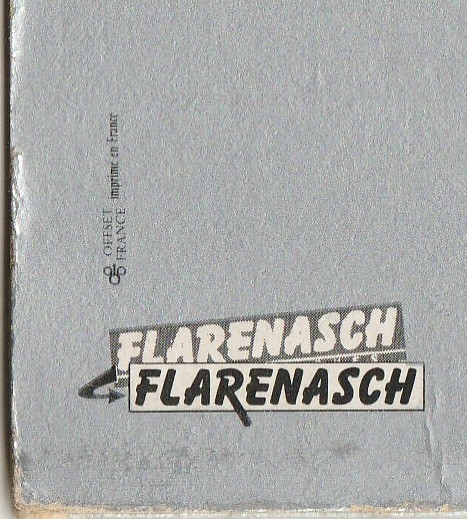 OFFSET
FRANCE imprimé en France
FLARENASCH
FLARENASCH